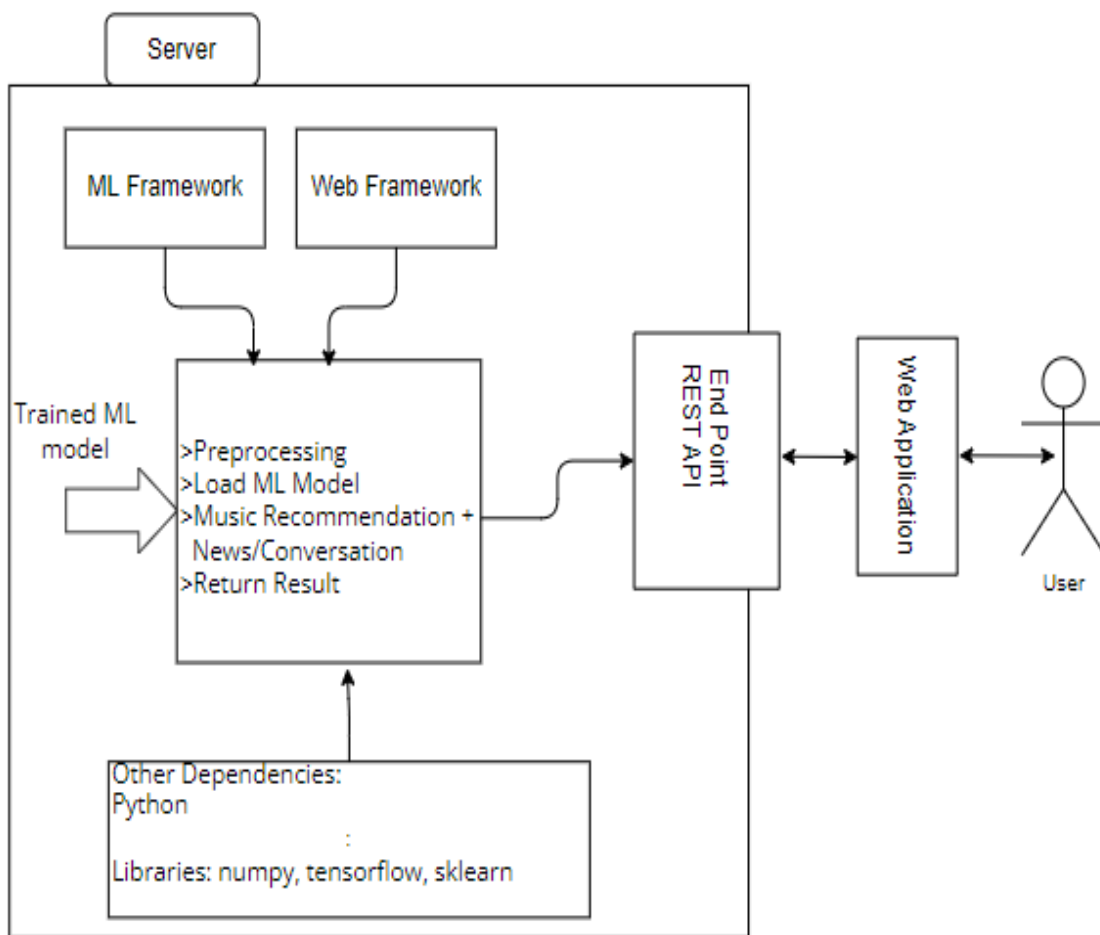 Server
ML Framework
Web Framework
Trained ML
model
>Preprocessing
>Load ML Model
>Music Recommendation +
News/Conversation
>Return Result
End Point
REST API
Web Application
User
Other Dependencies:
Python
:
Libraries: numpy, tensorflow, sklearn